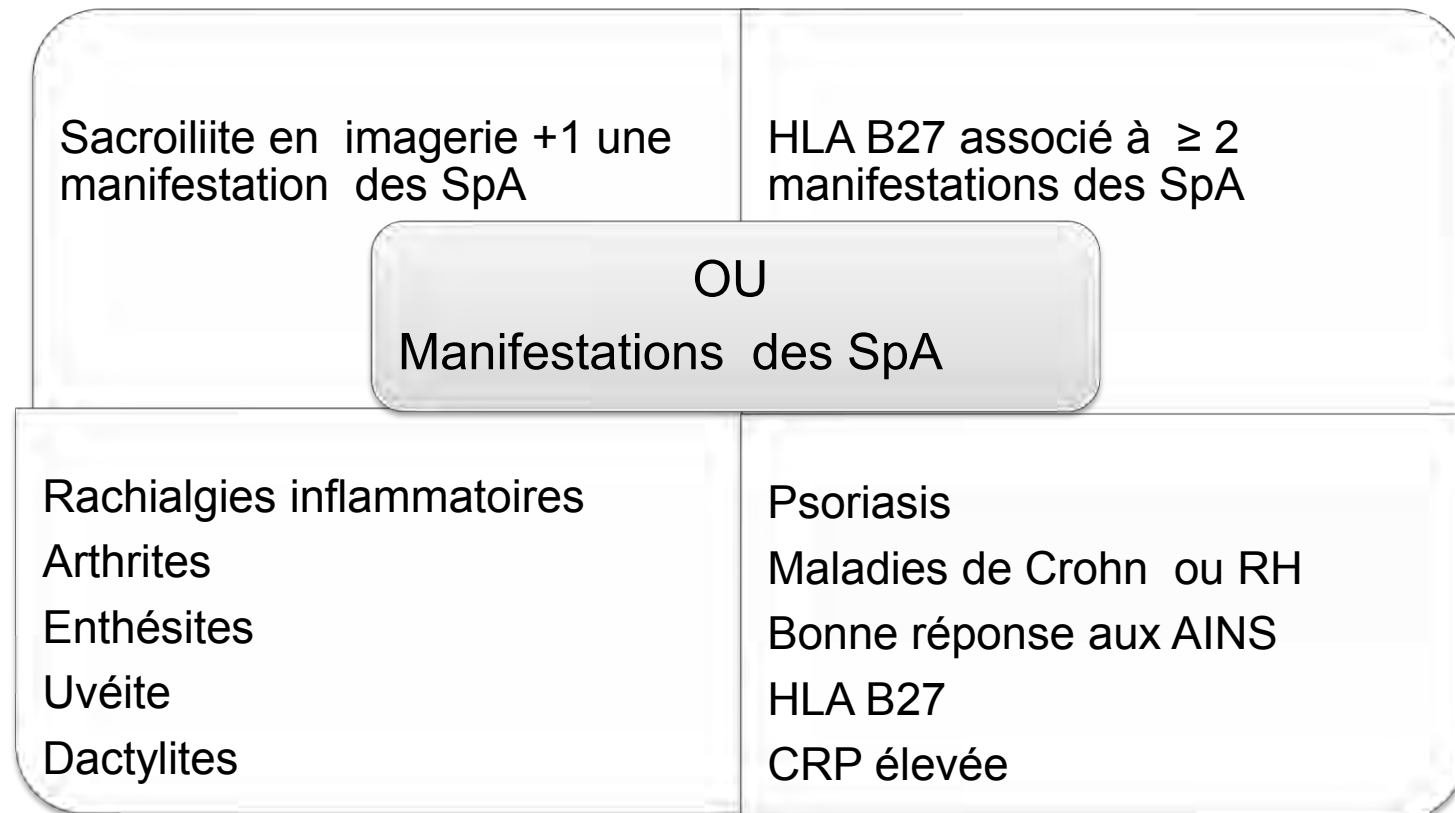 Sacroiliite en imagerie +1 une
manifestation des SpA
HLA B27 associé à ≥ 2
manifestations des SpA
OU
Manifestations des SpA
Rachialgies inflammatoires
Arthrites
Enthésites
Uvéite
Dactylites
Psoriasis
Maladies de Crohn ou RH
Bonne réponse aux AINS
HLA B27
CRP élevée